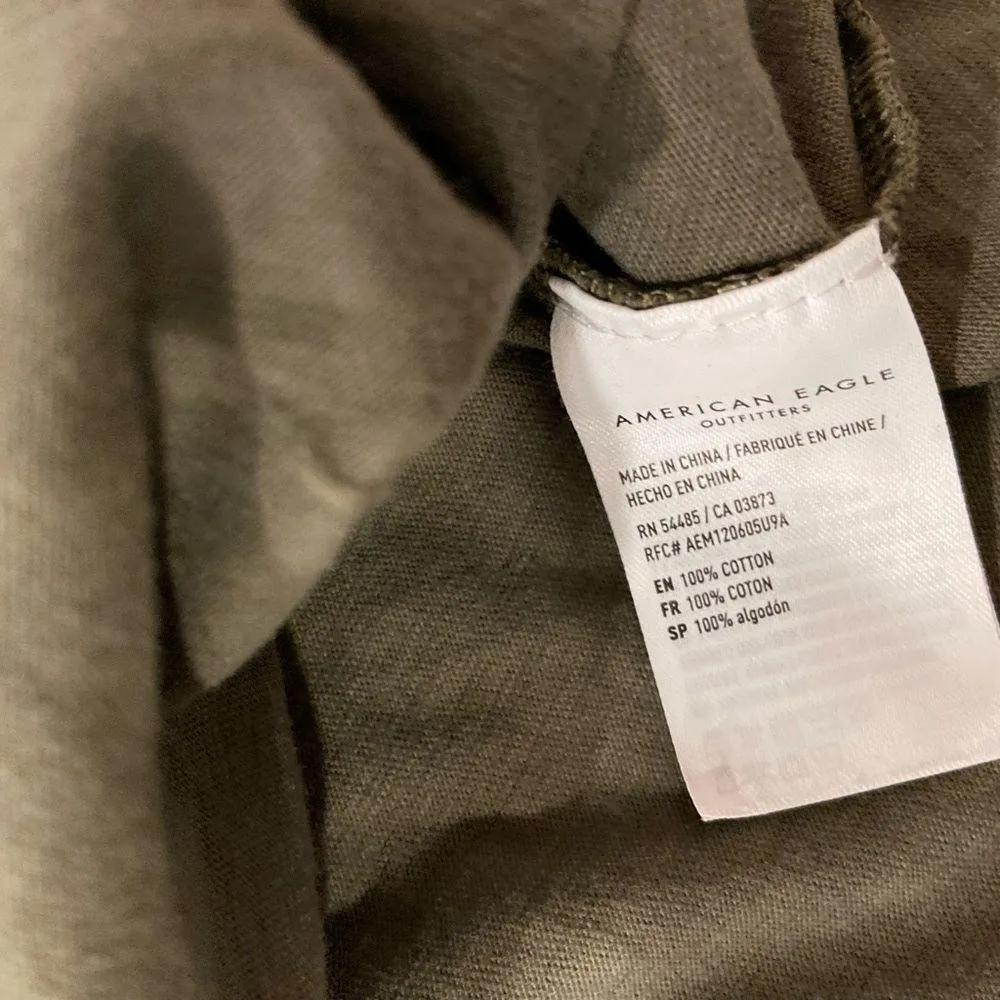 AMERICAN EAGLE
OUTFITTERS
MADE IN CHINA / FABRIQUÉ EN CHINE /
HECHO EN CHINA
RN 54485 / CA 03873
RFC# AEM120605U9A
EN 100% COTTON
FR 100% COTON
SP 100% algodón